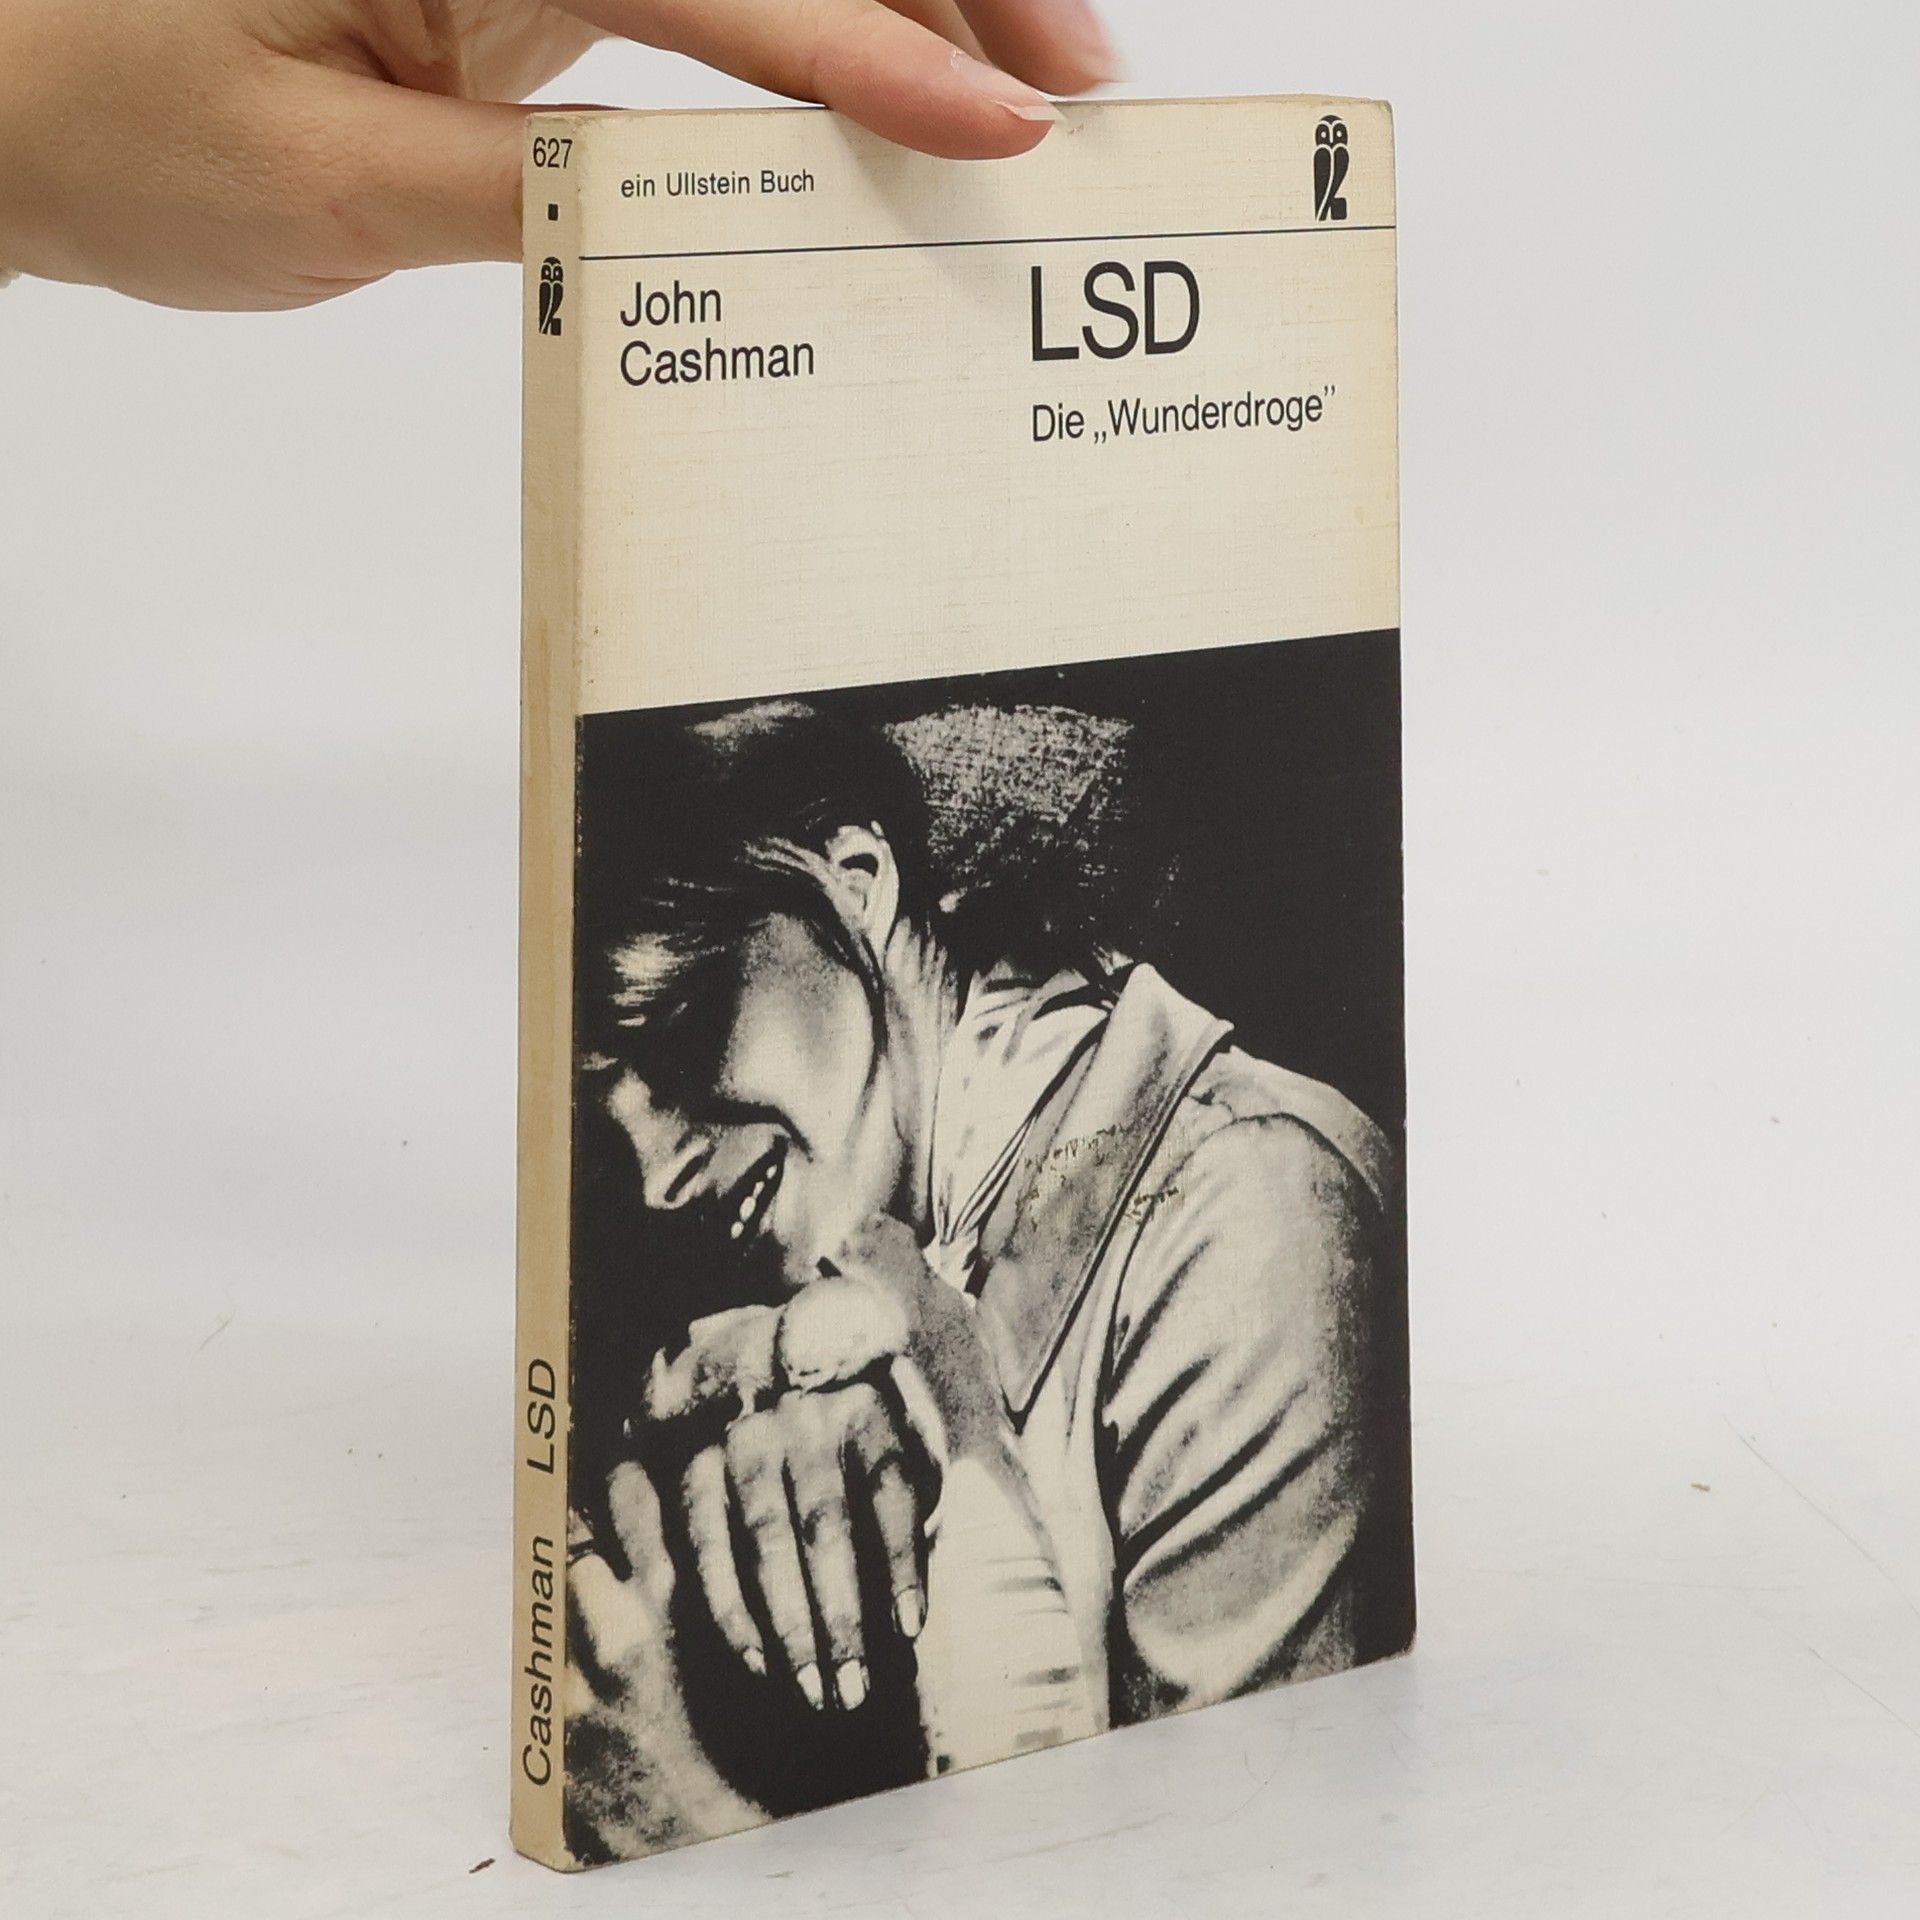 627
ein Ullstein Buch
John
Cashman
LSD
Die „Wunderdroge”
Cashman LSD